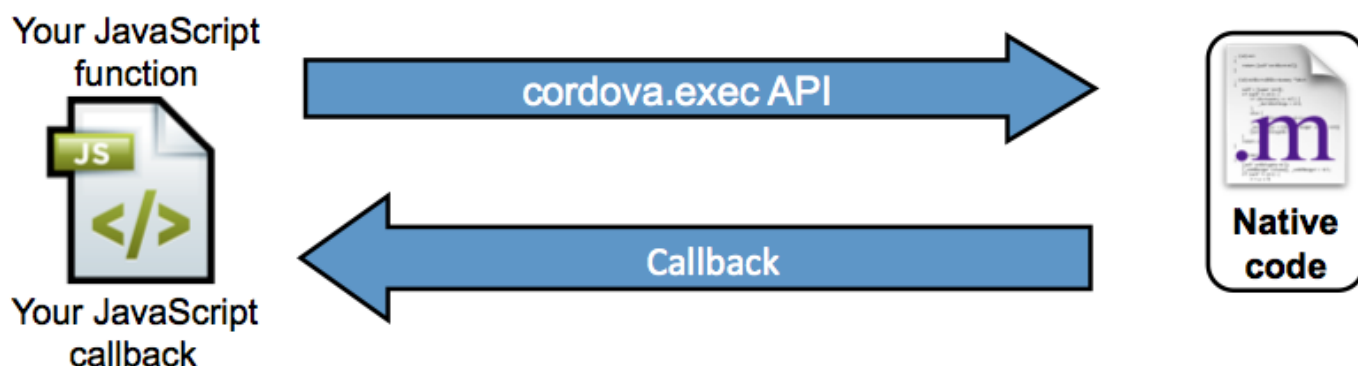 Your JavaScript
function
cordova.exec API
JS
</>
.m
Native
code
Callback
Your JavaScript
callback